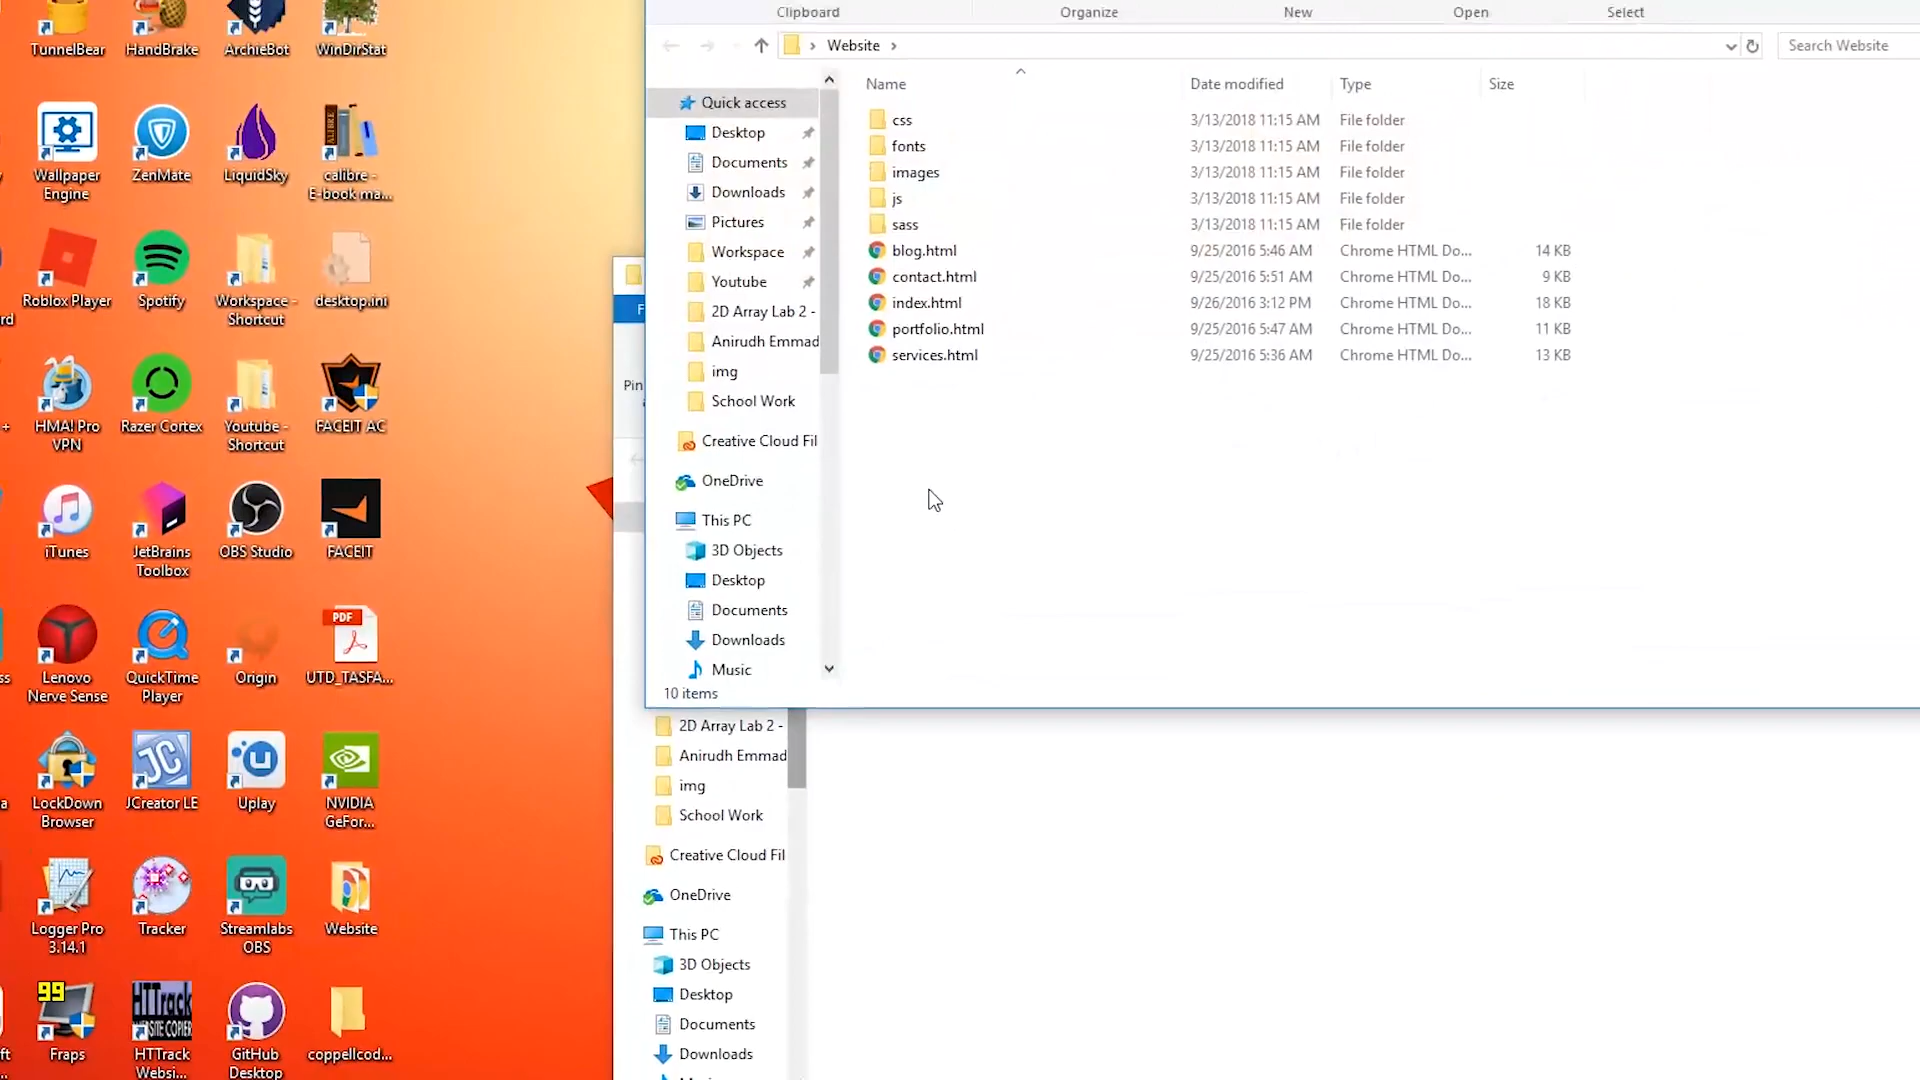 TunnelBear
HandBrake
ArchieBot
WinDirStat
Wallpaper
Engine
ZenMate
LiquidSky
calibre -
E-book ma...
Roblox Player
Spotify
Workspace -
Shortcut
desktop.ini
rd
HMA! Pro
VPN
Razer Cortex
Youtube -
Shortcut
FACEIT AC
iTunes
JetBrains
Toolbox
OBS Studio
FACEIT
PDF
ss
Lenovo
Nerve Sense
QuickTime
Player
Origin
UTD_TASFA...
LockDown
Browser
JC
JCreator LE
Uplay
NVIDIA
GeFor...
Logger Pro
3.14.1
Tracker
Streamlabs
OBS
Website
99
HTTrack
WEBSITE COPIER
ft
Fraps
HTTrack
Websi...
GitHub
Desktop
coppellcod...
Clipboard
Organize
New
Open
Select
Website
Search Website
Name
Date modified
Type
Size
css 3/13/2018 11:15 AM File folder
fonts 3/13/2018 11:15 AM File folder
images 3/13/2018 11:15 AM File folder
js 3/13/2018 11:15 AM File folder
sass 3/13/2018 11:15 AM File folder
blog.html 9/25/2016 5:46 AM Chrome HTML Do... 14 KB
contact.html 9/25/2016 5:51 AM Chrome HTML Do... 9 KB
index.html 9/26/2016 3:12 PM Chrome HTML Do... 18 KB
portfolio.html 9/25/2016 5:47 AM Chrome HTML Do... 11 KB
services.html 9/25/2016 5:36 AM Chrome HTML Do... 13 KB
Quick access
Desktop
Documents
Downloads
Pictures
Workspace
Youtube
2D Array Lab 2 -
Anirudh Emmad
img
School Work
Creative Cloud Fil
OneDrive
This PC
3D Objects
Desktop
Documents
Downloads
Music
10 items
F
Pin
2D Array Lab 2 -
Anirudh Emmad
img
School Work
Creative Cloud Fil
OneDrive
This PC
3D Objects
Desktop
Documents
Downloads